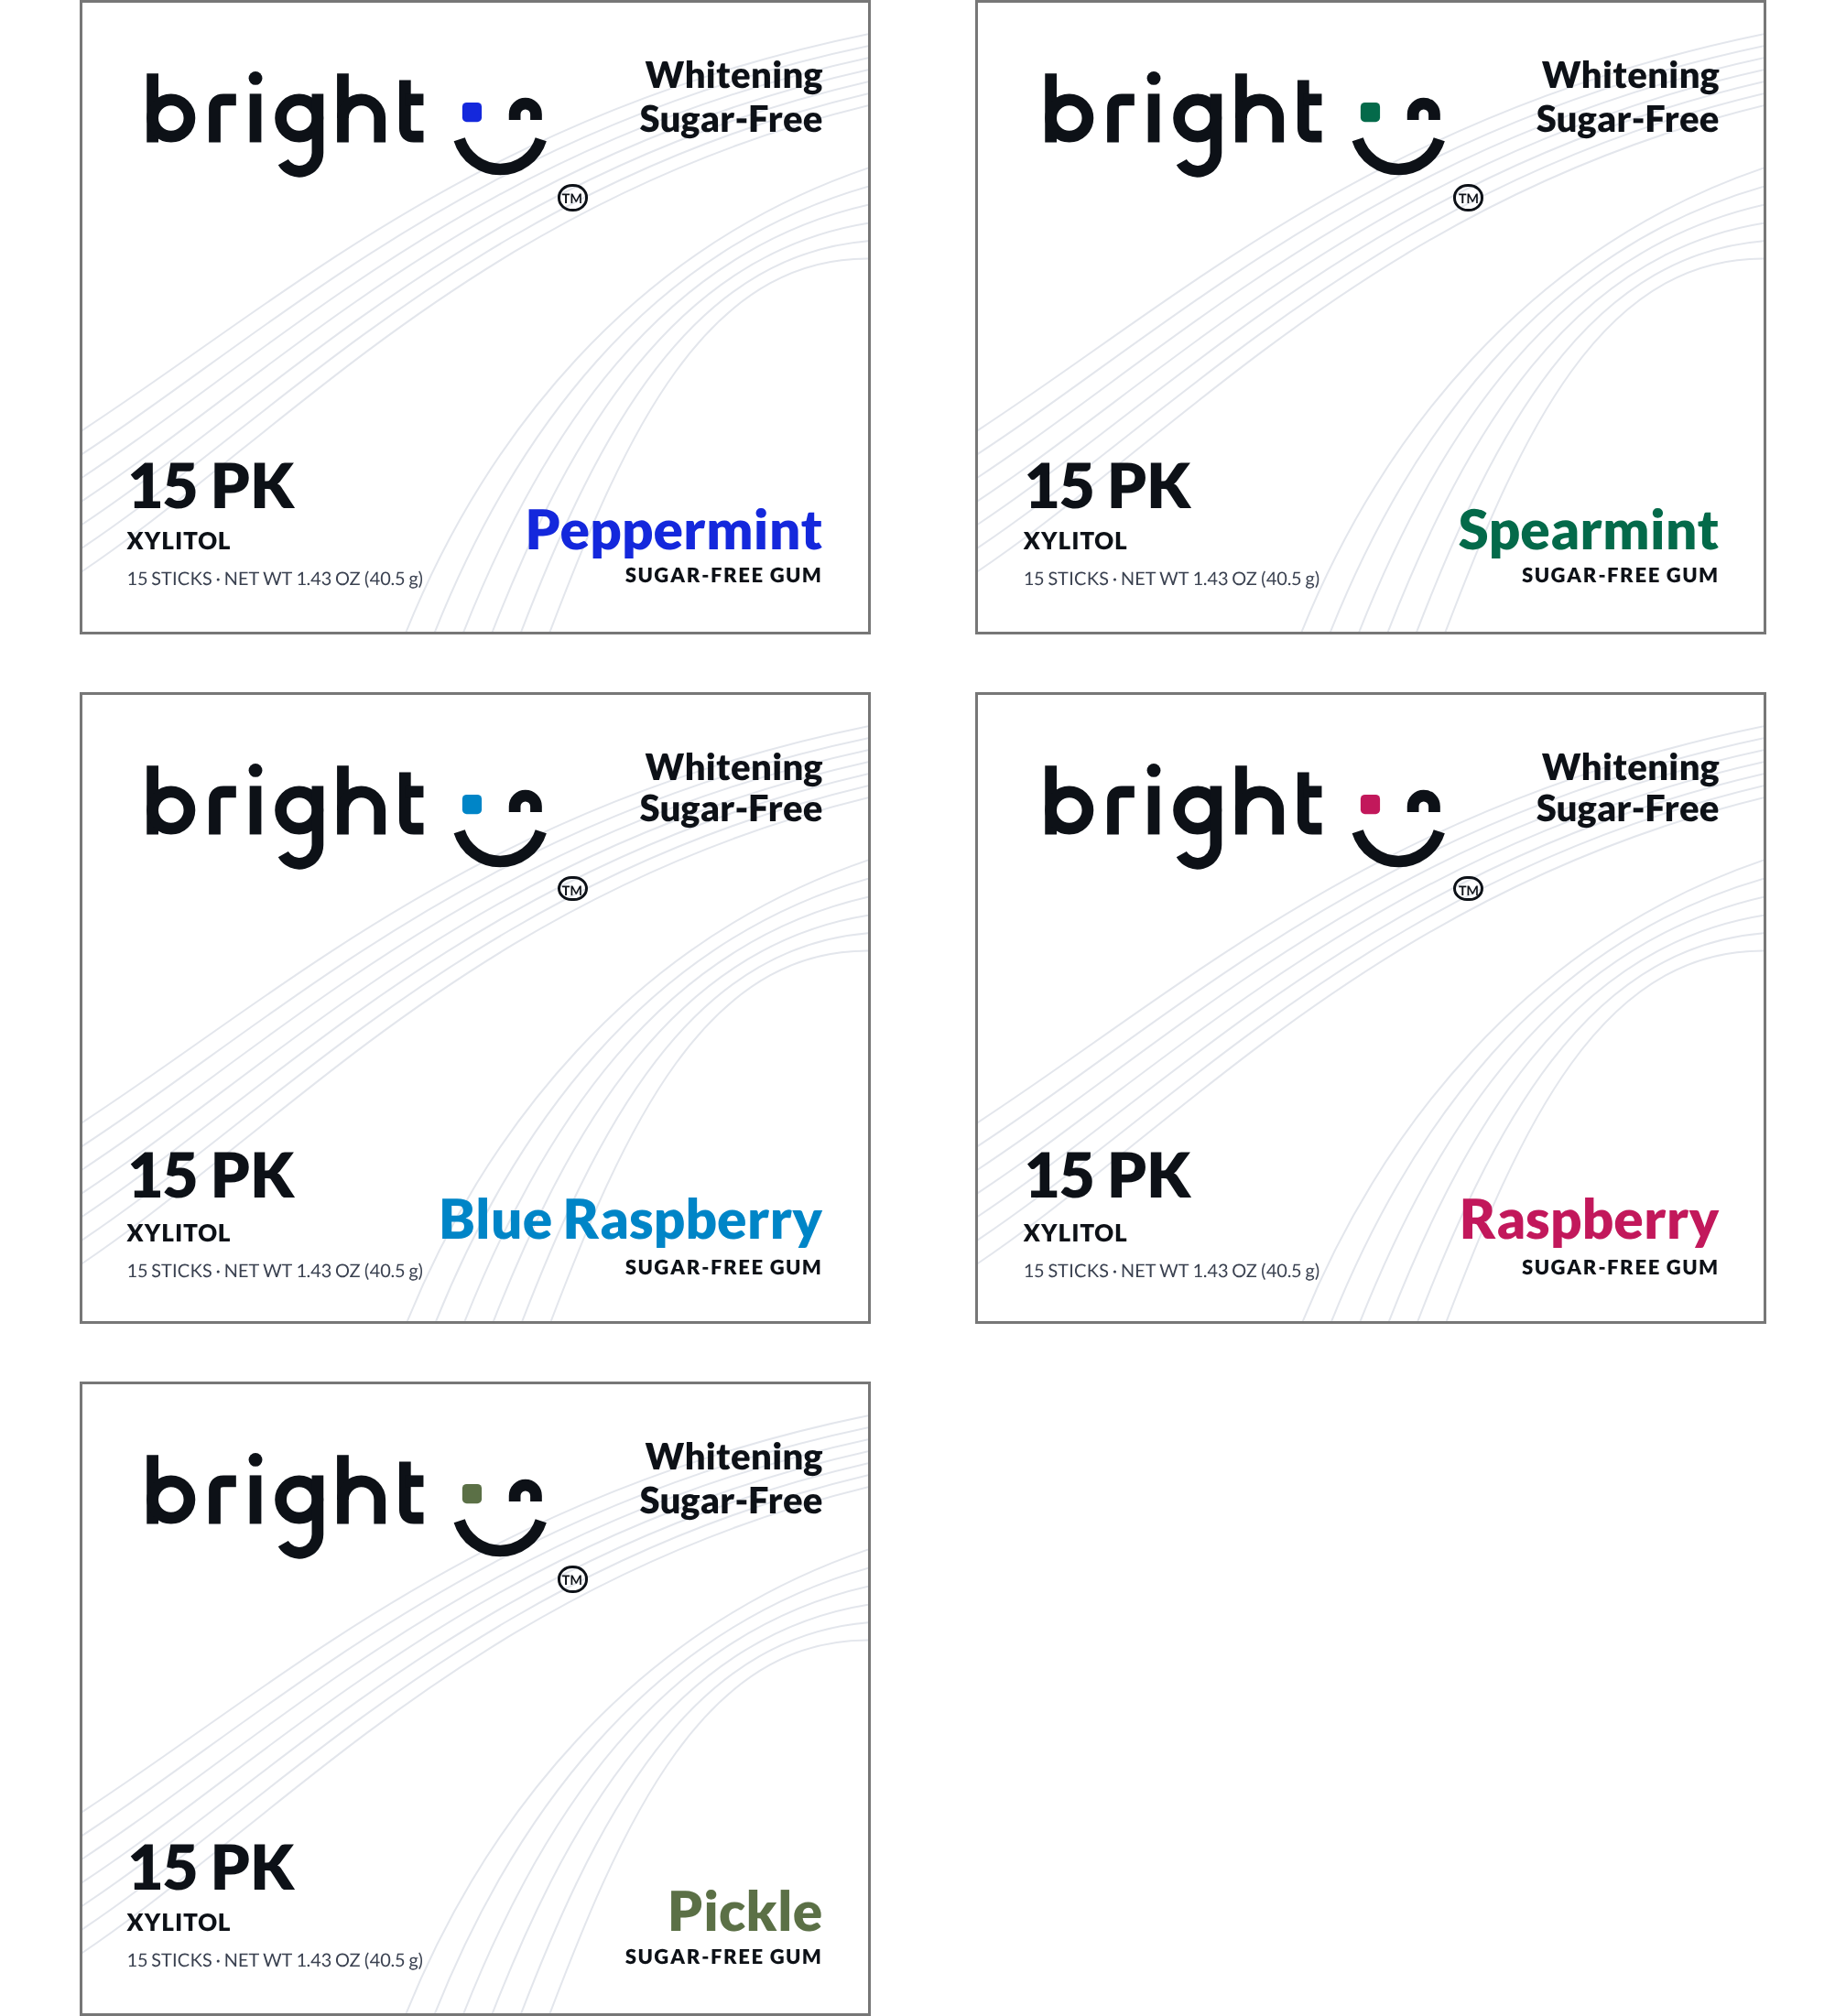 bright
TM
Whitening
Sugar-Free
15 PK
XYLITOL
15 STICKS · NET WT 1.43 OZ (40.5 g)
Peppermint
SUGAR-FREE GUM
bright
TM
Whitening
Sugar-Free
15 PK
XYLITOL
15 STICKS · NET WT 1.43 OZ (40.5 g)
Spearmint
SUGAR-FREE GUM
bright
TM
Whitening
Sugar-Free
15 PK
XYLITOL
15 STICKS · NET WT 1.43 OZ (40.5 g)
Blue Raspberry
SUGAR-FREE GUM
bright
TM
Whitening
Sugar-Free
15 PK
XYLITOL
15 STICKS · NET WT 1.43 OZ (40.5 g)
Raspberry
SUGAR-FREE GUM
bright
TM
Whitening
Sugar-Free
15 PK
XYLITOL
15 STICKS · NET WT 1.43 OZ (40.5 g)
Pickle
SUGAR-FREE GUM